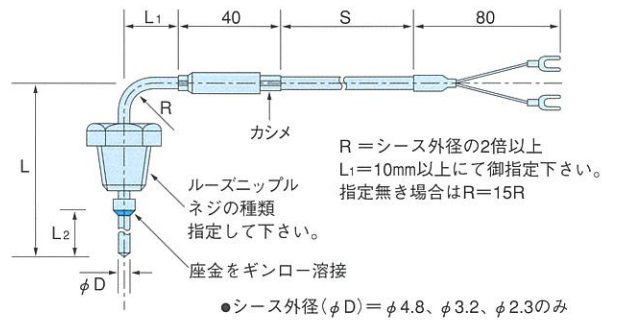 L1 40 S 80
R
カシメ
R＝シース外径の2倍以上
L1＝10mm以上にて御指定下さい。
指定無き場合はR＝15R
L
ルーズニップル
ネジの種類
指定して下さい。
L2
座金をギンロー溶接
φD
●シース外径(φD)＝φ4.8、φ3.2、φ2.3のみ